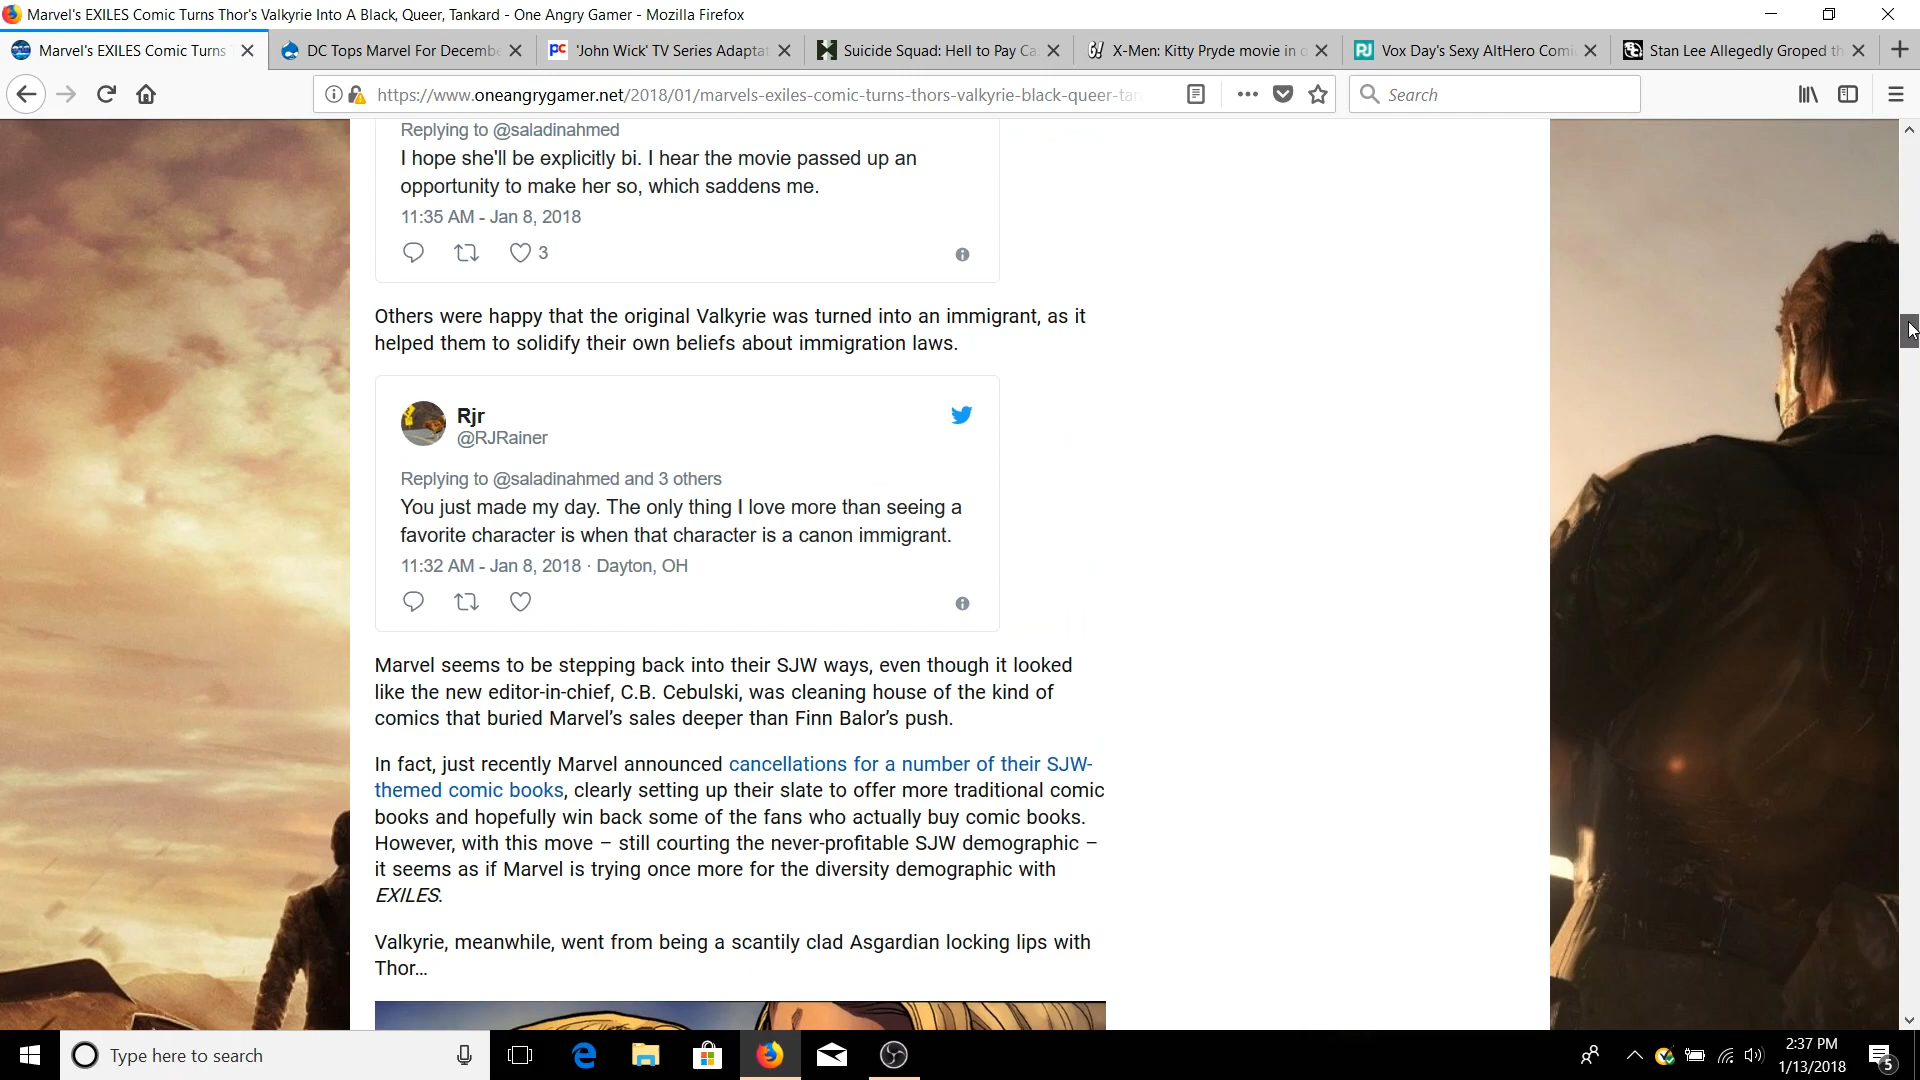 Marvel's EXILES Comic Turns Thor's Valkyrie Into A Black, Queer, Tankard - One Angry Gamer - Mozilla Firefox
Marvel's EXILES Comic Turns
DC Tops Marvel For Decembe
pc
'John Wick' TV Series Adaptat
Suicide Squad: Hell to Pay Ca
G!
X-Men: Kitty Pryde movie in o
RJ
Vox Day's Sexy AltHero Comi
Stan Lee Allegedly Groped th
https://www.oneangrygamer.net/2018/01/marvels-exiles-comic-turns-thors-valkyrie-black-queer-tan
Search
Replying to @saladinahmed
I hope she'll be explicitly bi. I hear the movie passed up an
opportunity to make her so, which saddens me.
11:35 AM - Jan 8, 2018
3
Others were happy that the original Valkyrie was turned into an immigrant, as it
helped them to solidify their own beliefs about immigration laws.
Rjr
@RJRainer
Replying to @saladinahmed and 3 others
You just made my day. The only thing I love more than seeing a
favorite character is when that character is a canon immigrant.
11:32 AM - Jan 8, 2018 · Dayton, OH
Marvel seems to be stepping back into their SJW ways, even though it looked
like the new editor-in-chief, C.B. Cebulski, was cleaning house of the kind of
comics that buried Marvel’s sales deeper than Finn Balor’s push.
In fact, just recently Marvel announced cancellations for a number of their SJW-
themed comic books, clearly setting up their slate to offer more traditional comic
books and hopefully win back some of the fans who actually buy comic books.
However, with this move – still courting the never-profitable SJW demographic –
it seems as if Marvel is trying once more for the diversity demographic with
EXILES.
Valkyrie, meanwhile, went from being a scantily clad Asgardian locking lips with
Thor…
Type here to search
2:37 PM
1/13/2018
5